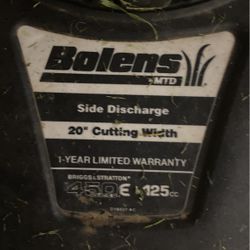 Bolens
MTD
Side Discharge
20" Cutting Width
1-YEAR LIMITED WARRANTY
BRIGGS & STRATTON
450E 125cc